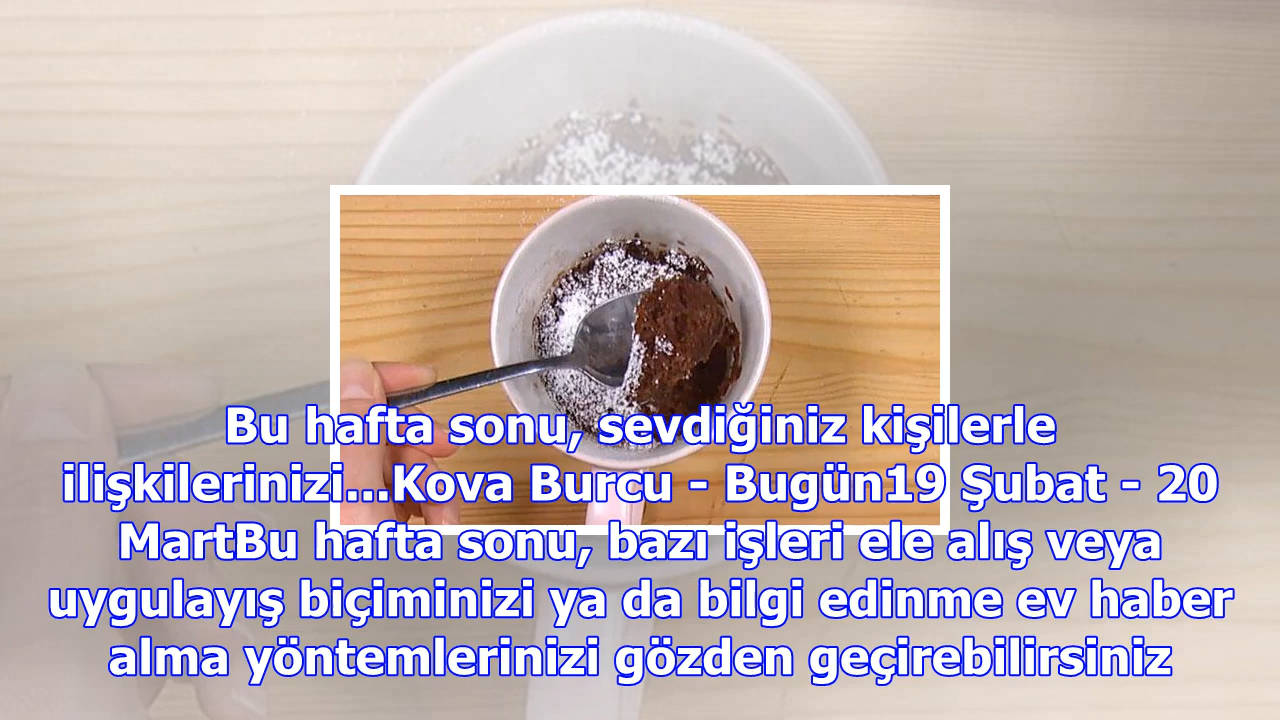 Bu hafta sonu, sevdiğiniz kişilerle
ilişkilerinizi...Kova Burcu - Bugün19 Şubat - 20
MartBu hafta sonu, bazı işleri ele alış veya
uygulayış biçiminizi ya da bilgi edinme ev haber
alma yöntemlerinizi gözden geçirebilirsiniz